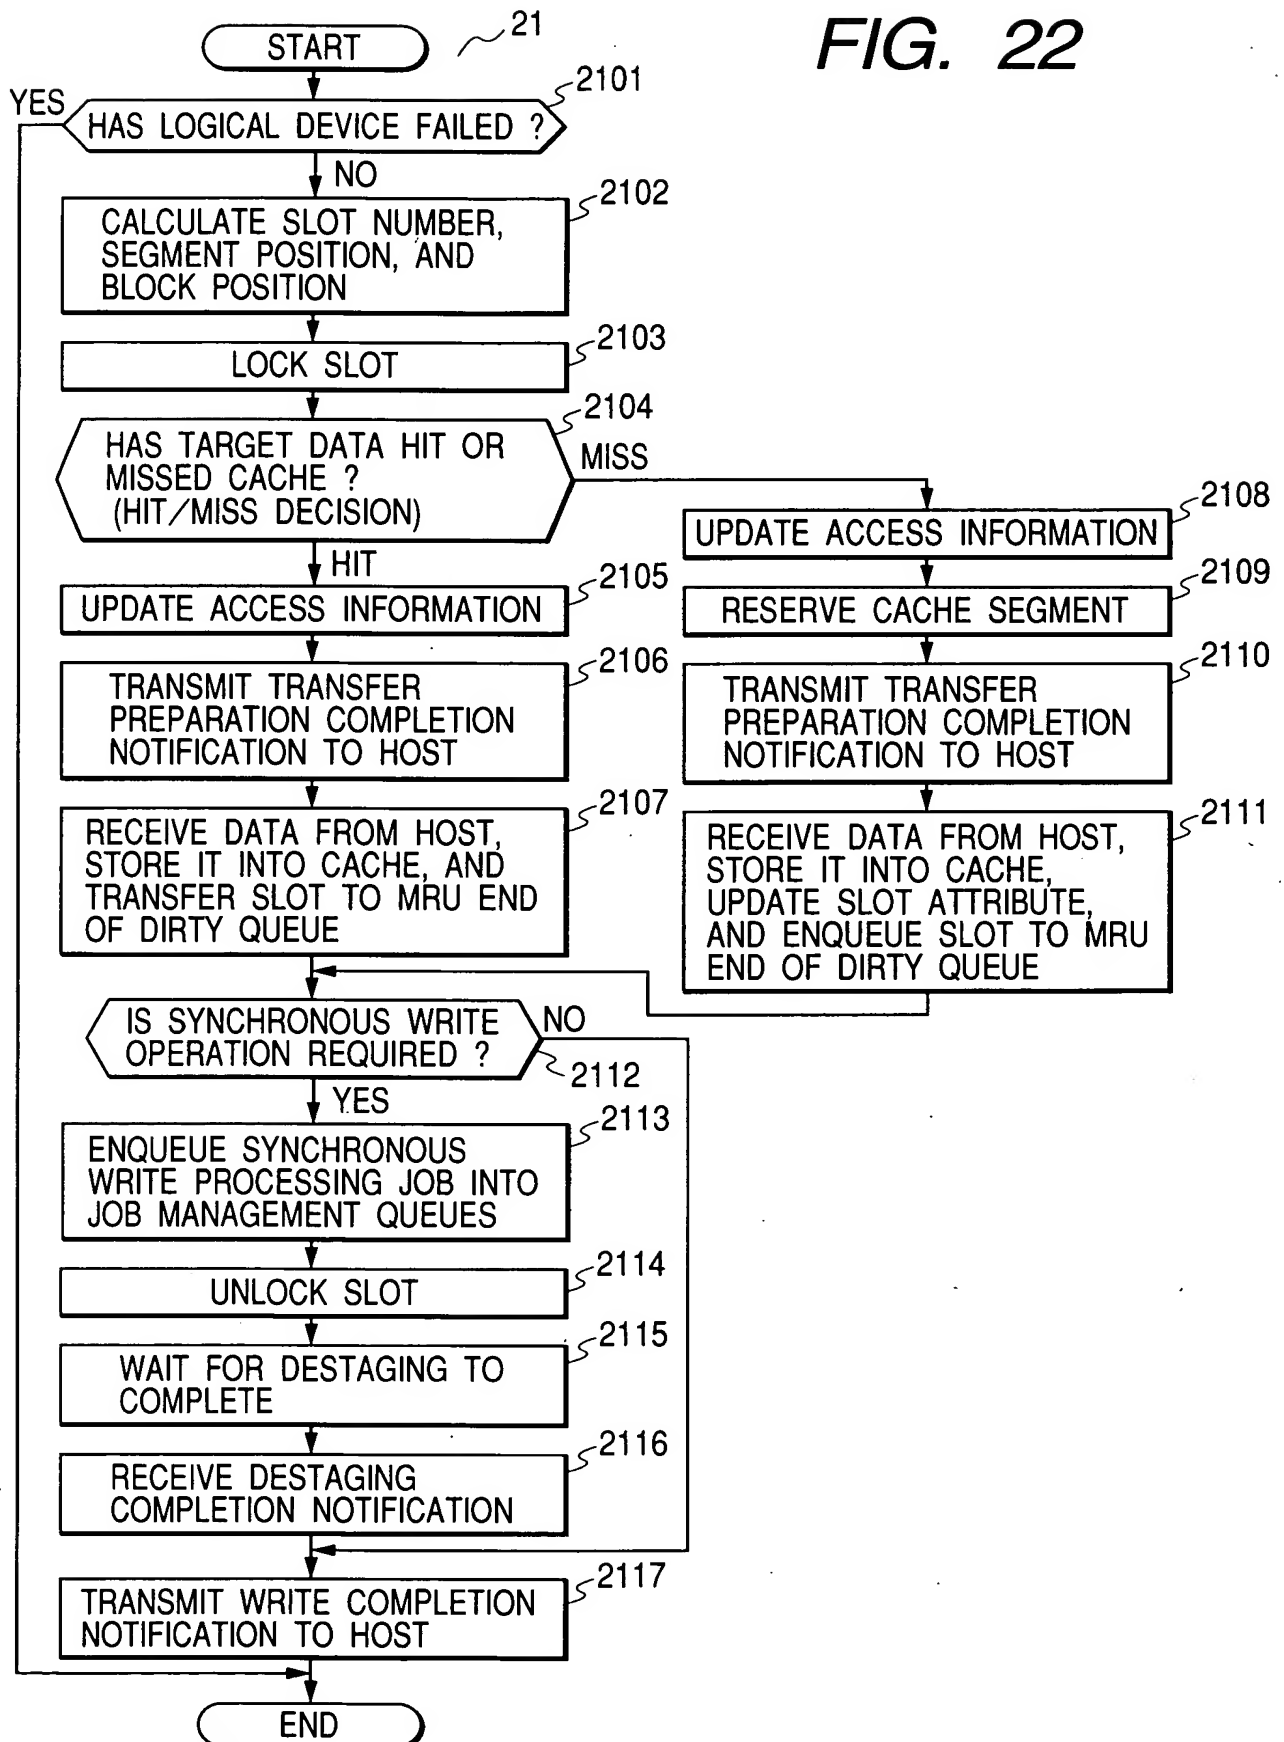 FIG. 22
START
21
2101
YES
HAS LOGICAL DEVICE FAILED ?
NO
2102
CALCULATE SLOT NUMBER,
SEGMENT POSITION, AND
BLOCK POSITION
2103
LOCK SLOT
2104
HAS TARGET DATA HIT OR
MISSED CACHE ?
(HIT/MISS DECISION)
MISS
HIT
2105
UPDATE ACCESS INFORMATION
2106
TRANSMIT TRANSFER
PREPARATION COMPLETION
NOTIFICATION TO HOST
2107
RECEIVE DATA FROM HOST,
STORE IT INTO CACHE, AND
TRANSFER SLOT TO MRU END
OF DIRTY QUEUE
2108
UPDATE ACCESS INFORMATION
2109
RESERVE CACHE SEGMENT
2110
TRANSMIT TRANSFER
PREPARATION COMPLETION
NOTIFICATION TO HOST
2111
RECEIVE DATA FROM HOST,
STORE IT INTO CACHE,
UPDATE SLOT ATTRIBUTE,
AND ENQUEUE SLOT TO MRU
END OF DIRTY QUEUE
IS SYNCHRONOUS WRITE
OPERATION REQUIRED ?
NO
2112
YES
2113
ENQUEUE SYNCHRONOUS
WRITE PROCESSING JOB INTO
JOB MANAGEMENT QUEUES
2114
UNLOCK SLOT
2115
WAIT FOR DESTAGING TO
COMPLETE
2116
RECEIVE DESTAGING
COMPLETION NOTIFICATION
2117
TRANSMIT WRITE COMPLETION
NOTIFICATION TO HOST
END